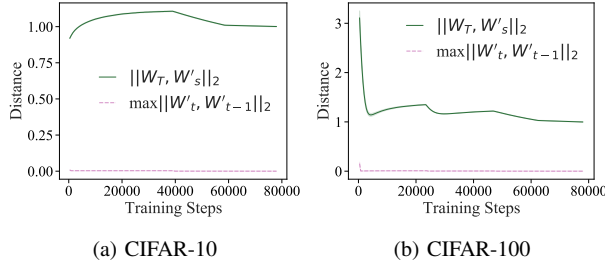 1.00
0.75
0.50
0.25
0.00
Distance
||W_T, W'_s||_2
max||W'_t, W'_{t−1}||_2
0 20000 40000 60000 80000
Training Steps
(a) CIFAR-10
3
2
1
0
Distance
||W_T, W'_s||_2
max||W'_t, W'_{t−1}||_2
0 20000 40000 60000 80000
Training Steps
(b) CIFAR-100